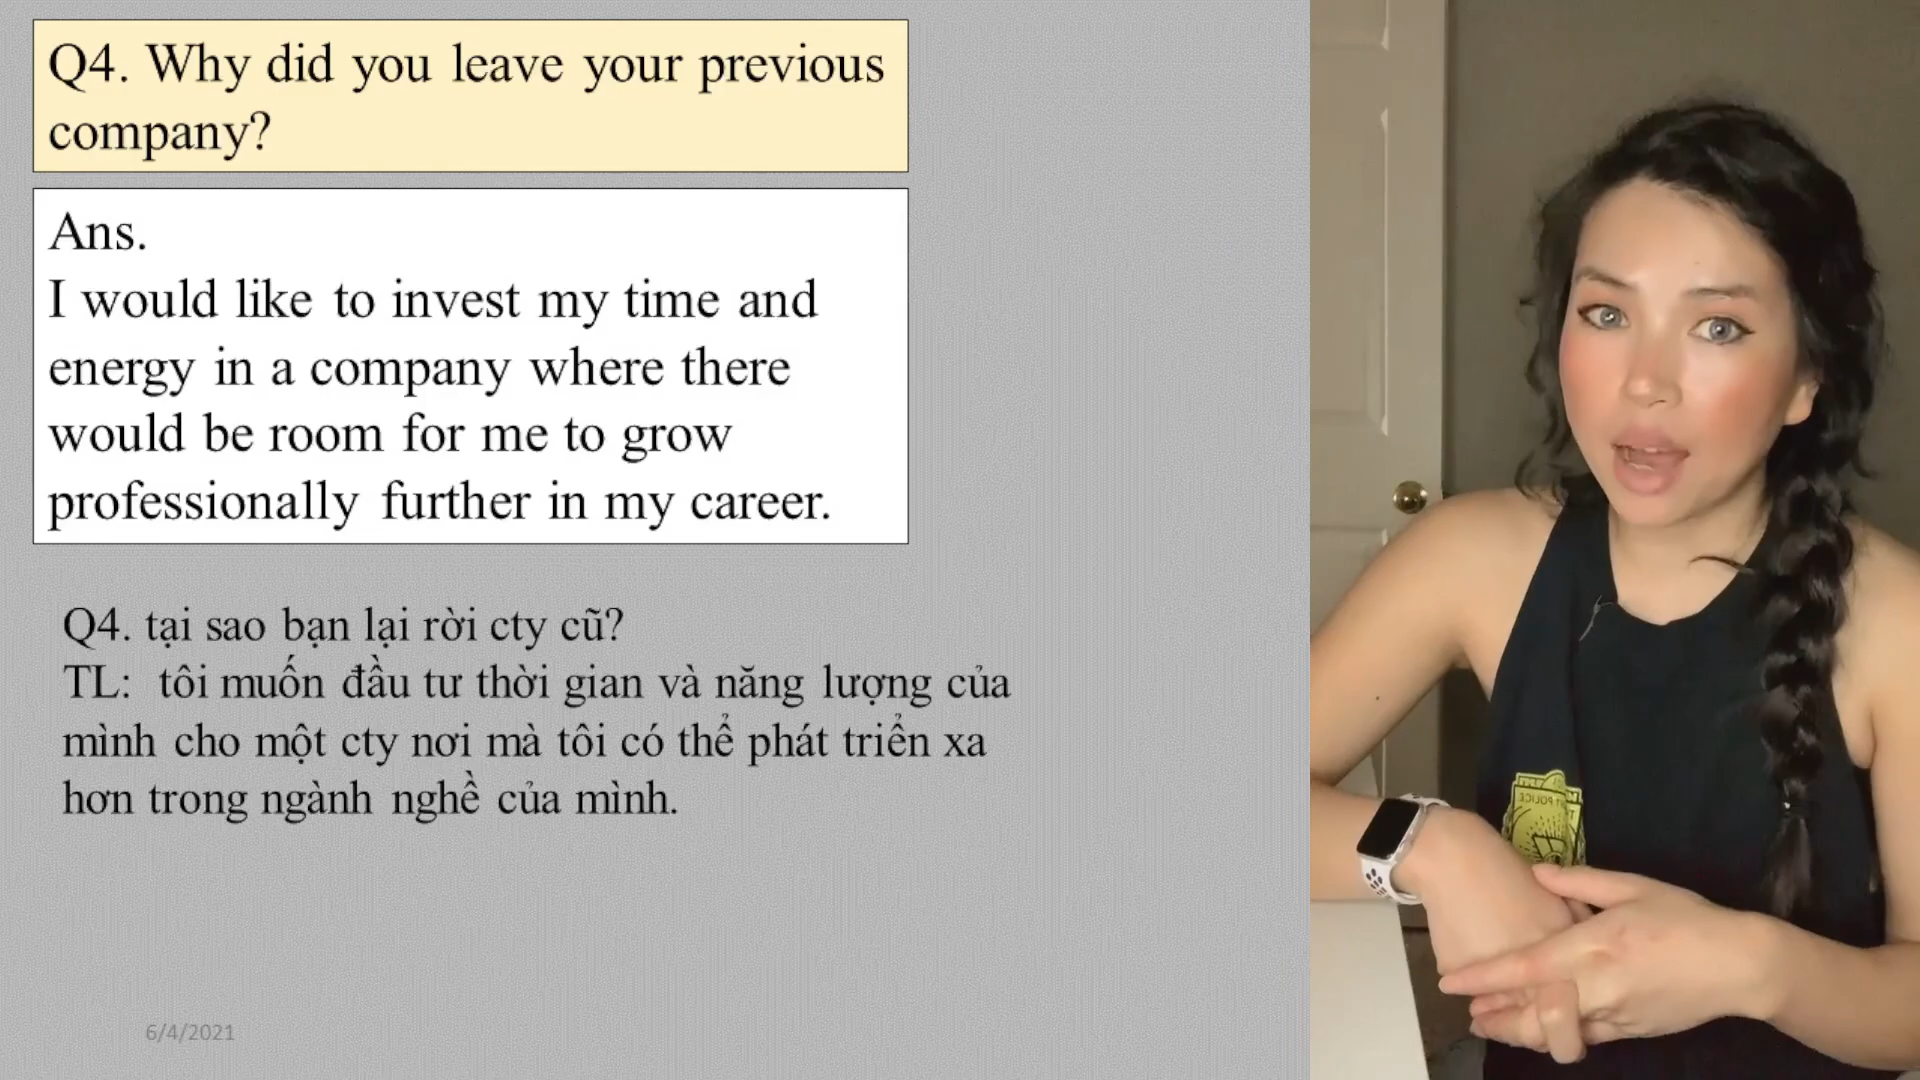 Q4. Why did you leave your previous
company?
Ans.
I would like to invest my time and
energy in a company where there
would be room for me to grow
professionally further in my career.
Q4. tại sao bạn lại rời cty cũ?
TL: tôi muốn đầu tư thời gian và năng lượng của
mình cho một cty nơi mà tôi có thể phát triển xa
hơn trong ngành nghề của mình.
6/4/2021
POLICE